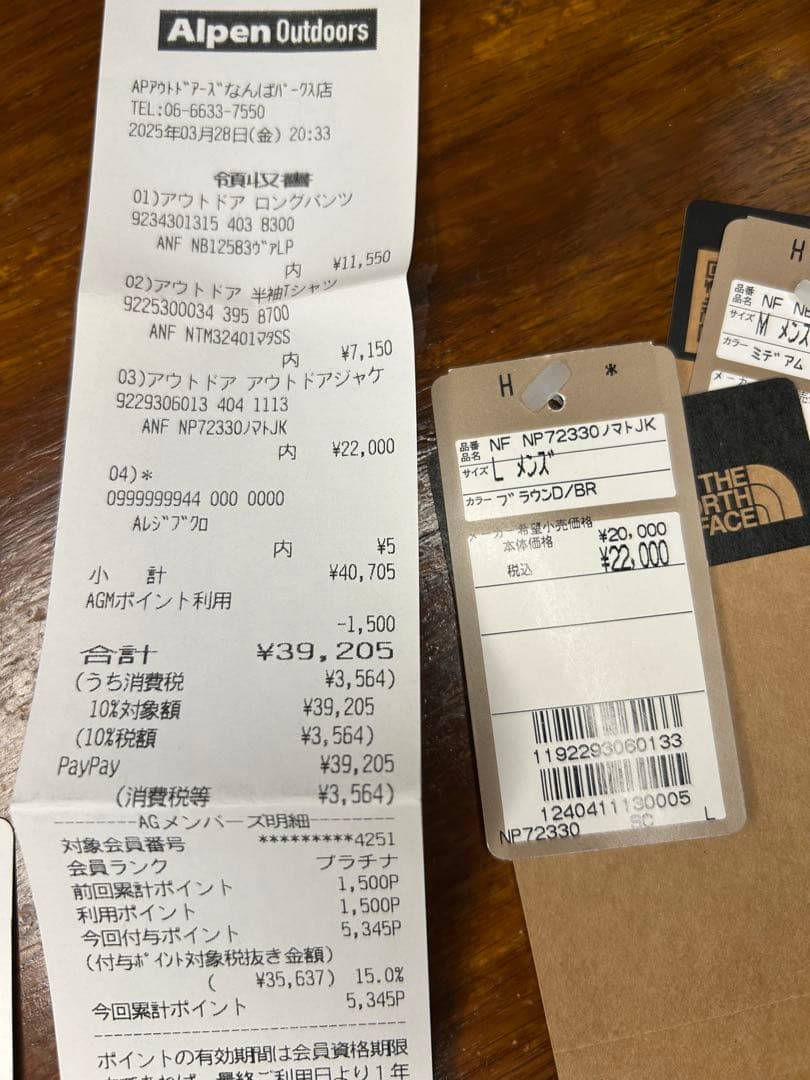 Alpen Outdoors
APアウトドアーズなんばパークス店
TEL:06-6633-7550
2025年03月28日(金) 20:33
領収書
01)アウトドア ロングパンツ
9234301315 403 8300
ANF NB12583ヴァLP
内 ¥11,550
02)アウトドア 半袖Tシャツ
9225300034 395 8700
ANF NTM32401マタSS
内 ¥7,150
03)アウトドア アウトドアジャケ
9229306013 404 1113
ANF NP72330ノマトJK
内 ¥22,000
04)*
0999999944 000 0000
Aレジブクロ
内 ¥5
小 計 ¥40,705
AGMポイント利用
-1,500
合計 ¥39,205
(うち消費税 ¥3,564)
10%対象額 ¥39,205
(10%税額 ¥3,564)
PayPay ¥39,205
(消費税等 ¥3,564)
AGメンバーズ明細
対象会員番号 *********4251
会員ランク プラチナ
前回累計ポイント 1,500P
利用ポイント 1,500P
今回付与ポイント 5,345P
(付与ポイント対象税抜き金額)
( ¥35,637) 15.0%
今回累計ポイント 5,345P
ポイントの有効期間は会員資格期限
最終ご利用日より1年
H *
品番 品名 NF NP72330ノマトJK
サイズ L メンズ
カラー ブラウンD/BR
メーカー希望小売価格
本体価格 ¥20,000
税込 ¥22,000
1192293060133
1240411130005
NP72330 SC L
H
品番 品名 NF
サイズ M メンズ
カラー ミデアム
THE
NORTH
FACE